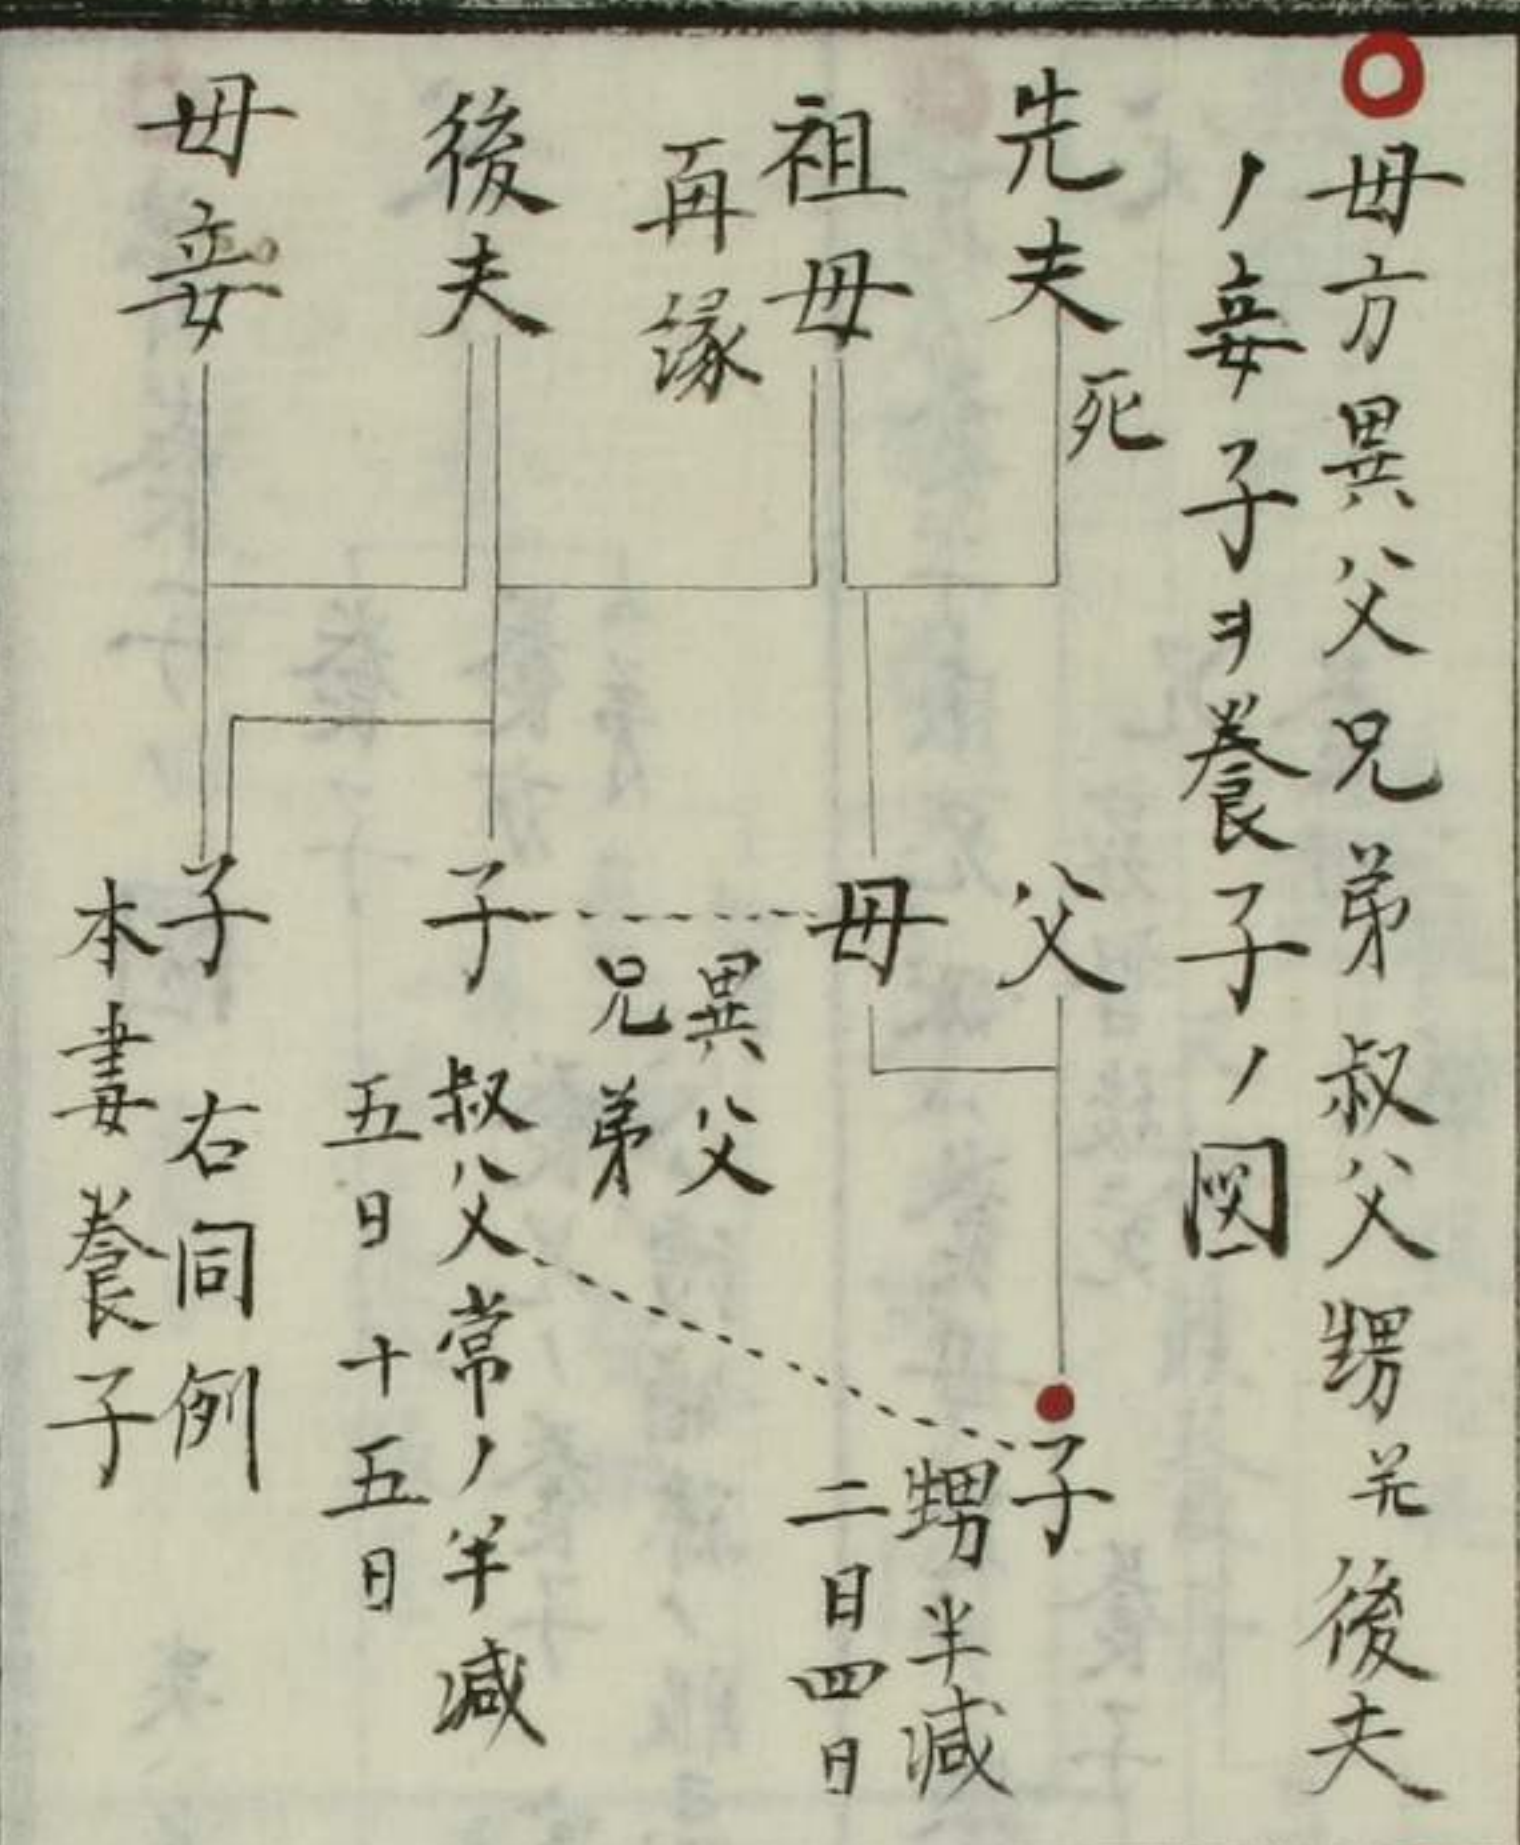 母方異父兄弟叔父甥并後夫
ノ妾子ヲ養子ノ図
先夫
死
祖母
再縁
後夫
母妾
父
母
異父
兄弟
子
叔父常ノ半減
五日 十五日
子
右同例
本妻養子
子
甥半減
二日四日